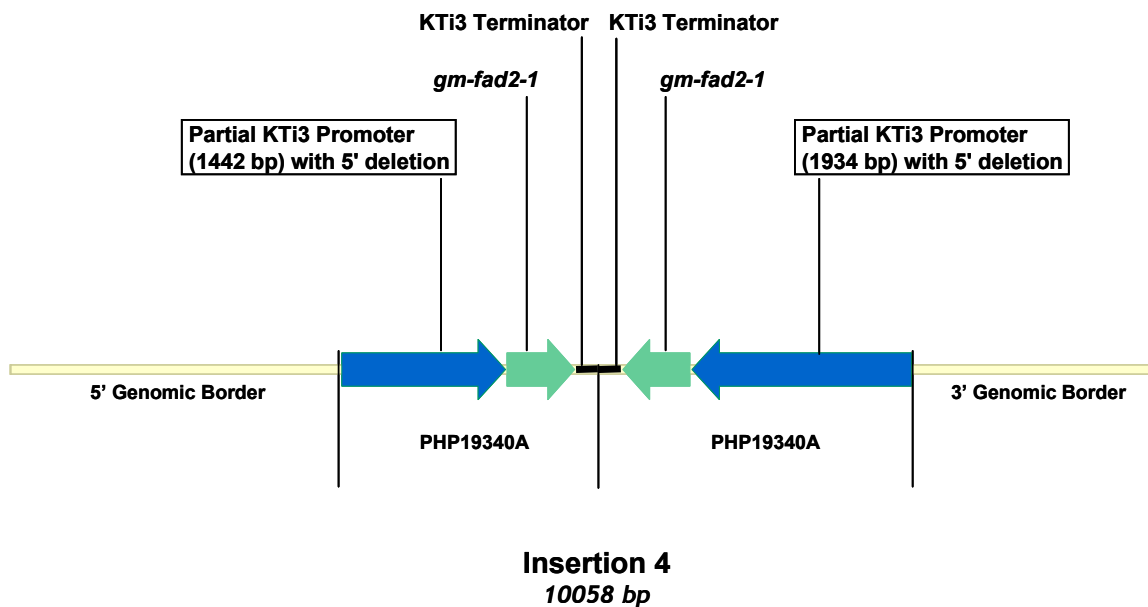 KTi3 Terminator KTi3 Terminator
gm-fad2-1 gm-fad2-1
Partial KTi3 Promoter
(1442 bp) with 5' deletion
Partial KTi3 Promoter
(1934 bp) with 5' deletion
5’ Genomic Border
3’ Genomic Border
PHP19340A PHP19340A
Insertion 4
10058 bp